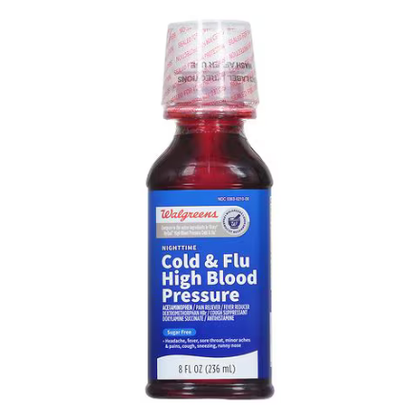 Walgreens
NIGHTTIME
Cold & Flu
High Blood
Pressure
ACETAMINOPHEN / PAIN RELIEVER / FEVER REDUCER
DEXTROMETHORPHAN HBr / COUGH SUPPRESSANT
DOXYLAMINE SUCCINATE / ANTIHISTAMINE
Sugar Free
• Headache, fever, sore throat, minor aches
& pains, cough, sneezing, runny nose
8 FL OZ (236 mL)